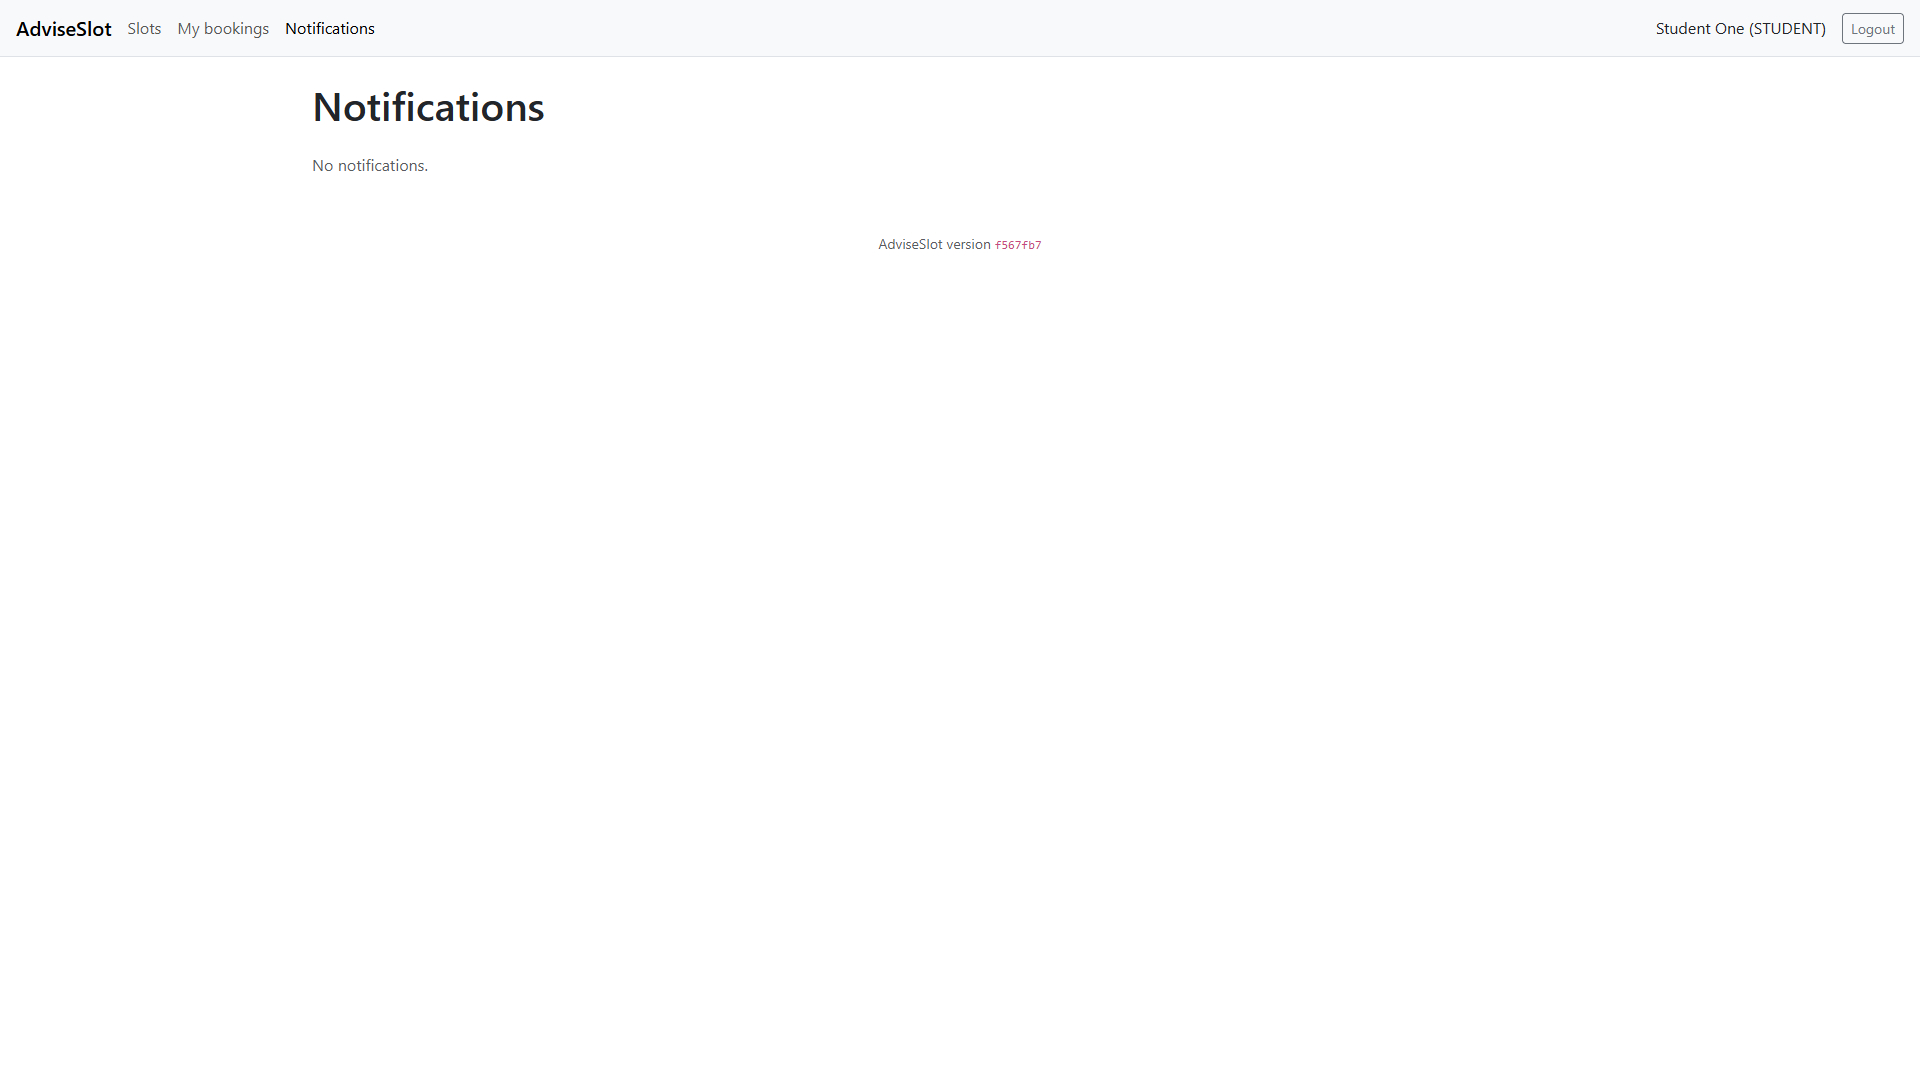 AdviseSlot Slots My bookings Notifications Student One (STUDENT) Logout
Notifications
No notifications.
AdviseSlot version f567fb7